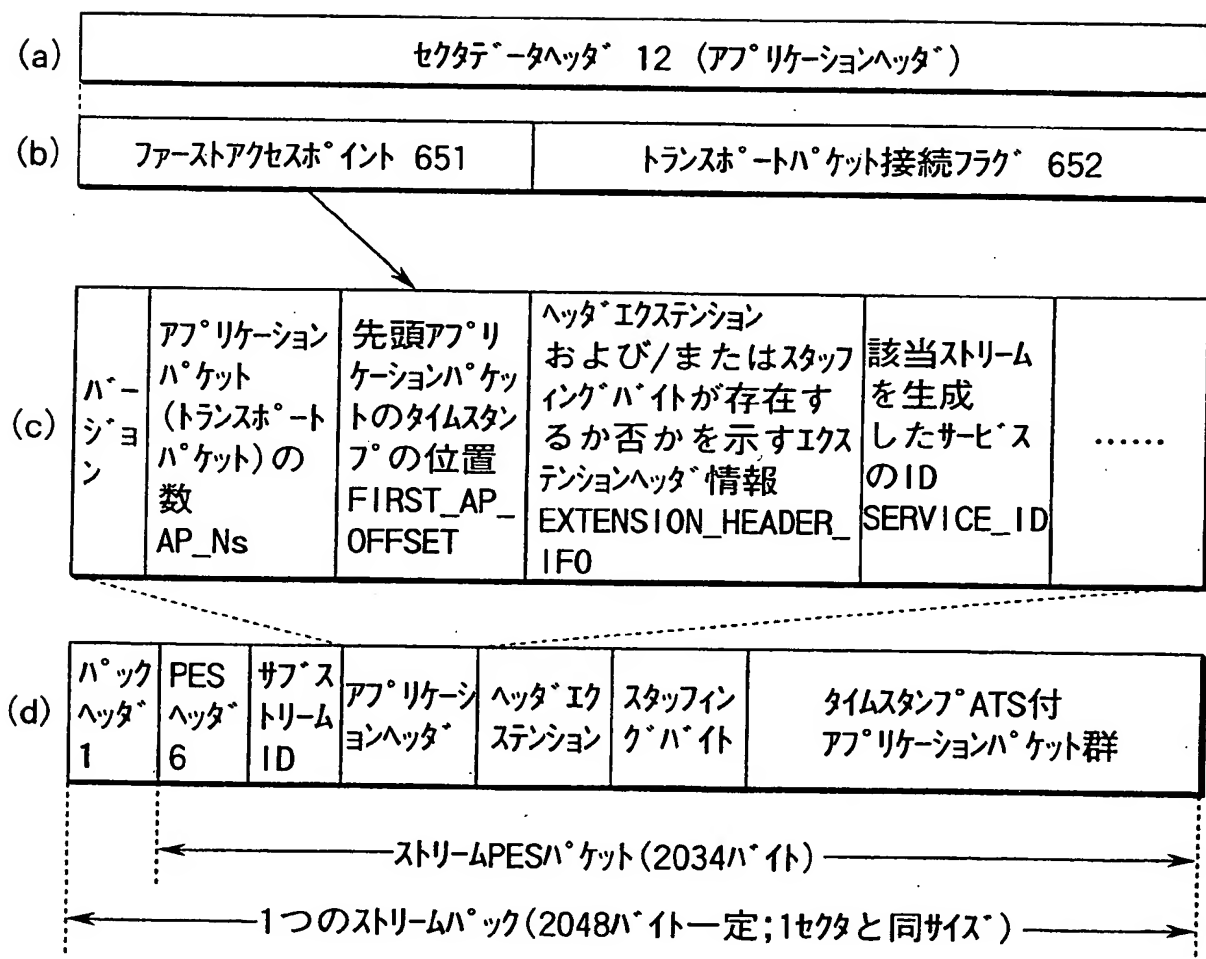 (a)
セクタデータヘッダ 12 (アプリケーションヘッダ)
(b)
ファーストアクセスポイント 651
トランスポートパケット接続フラグ 652
(c)
バー
ジョ
ン
アプリケーション
パケット
(トランスポート
パケット)の
数
AP_Ns
先頭アプリ
ケーションパケッ
トのタイムスタン
プの位置
FIRST_AP_
OFFSET
ヘッダエクステンション
および/またはスタッフ
ィングバイトが存在す
るか否かを示すエクス
テンションヘッダ情報
EXTENSION_HEADER_
IFO
該当ストリーム
を生成
したサービス
のID
SERVICE_ID
……
(d)
パック
ヘッダ
1
PES
ヘッダ
6
サブス
トリーム
ID
アプリケーシ
ョンヘッダ
ヘッダエク
ステンション
スタッフィン
グバイト
タイムスタンプATS付
アプリケーションパケット群
ストリームPESパケット(2034バイト)
1つのストリームパック(2048バイト一定;1セクタと同サイズ)